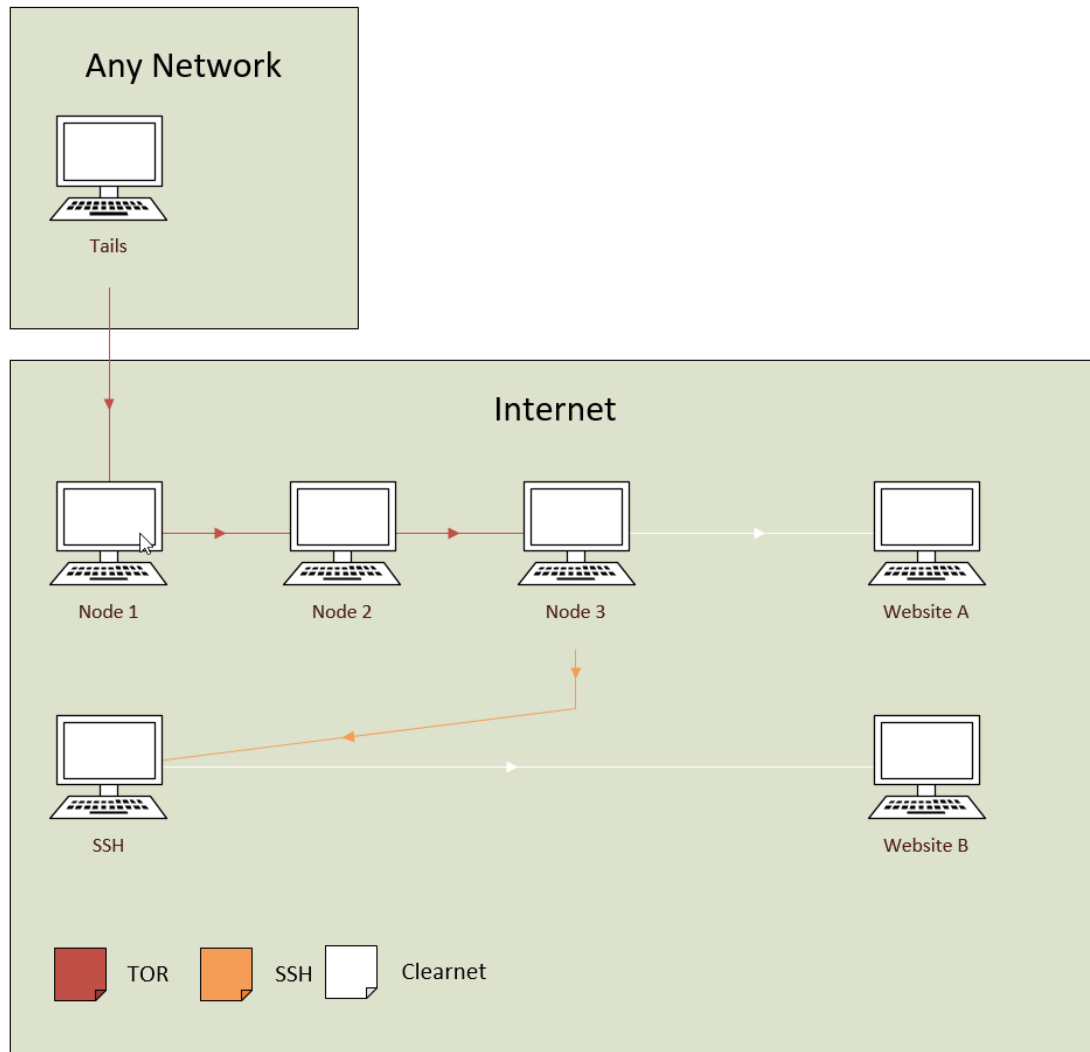 Any Network
Tails
Internet
Node 1
Node 2
Node 3
Website A
SSH
Website B
TOR
SSH
Clearnet